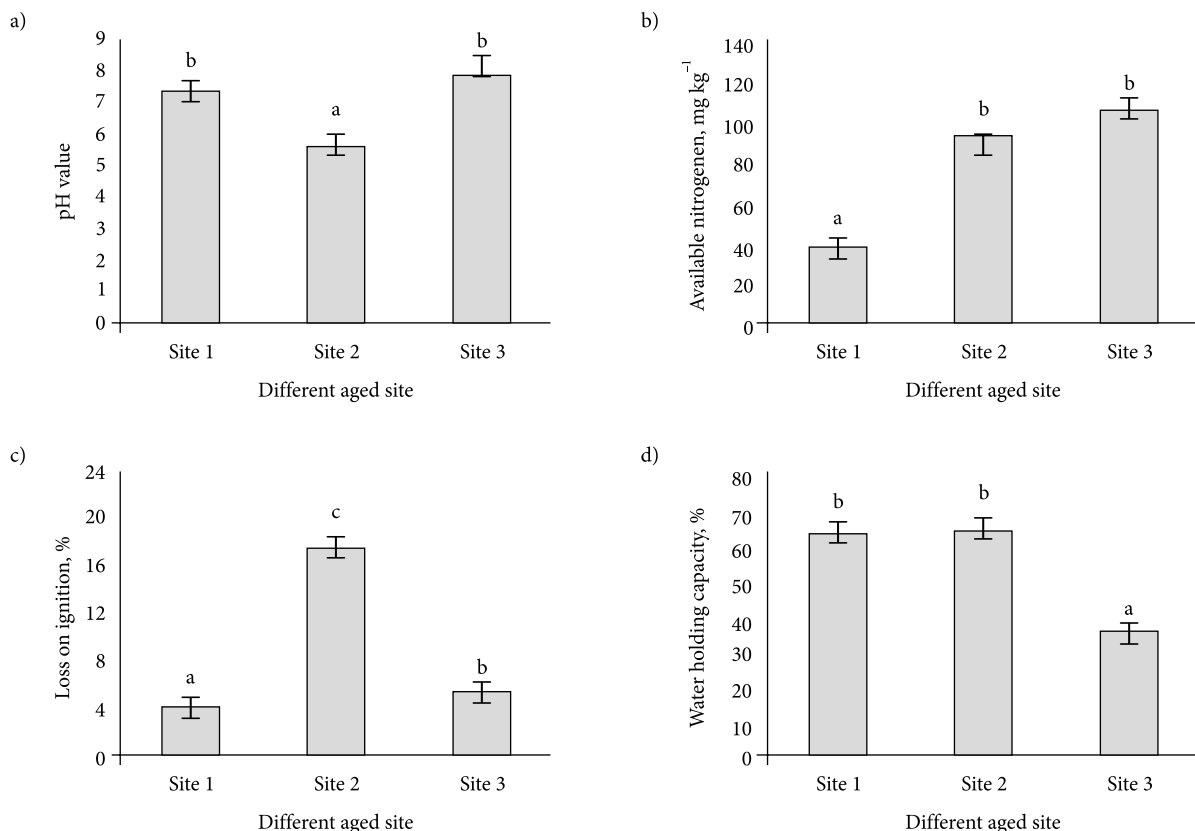 a)
pH value
9
8
7
6
5
4
3
2
1
0
b
a
b
Site 1 Site 2 Site 3
Different aged site
b)
Available nitrogenen, mg kg⁻¹
140
120
100
80
60
40
20
0
a
b
b
Site 1 Site 2 Site 3
Different aged site
c)
Loss on ignition, %
24
20
16
12
8
4
0
a
c
b
Site 1 Site 2 Site 3
Different aged site
d)
Water holding capacity, %
80
70
60
50
40
30
20
10
0
b
b
a
Site 1 Site 2 Site 3
Different aged site